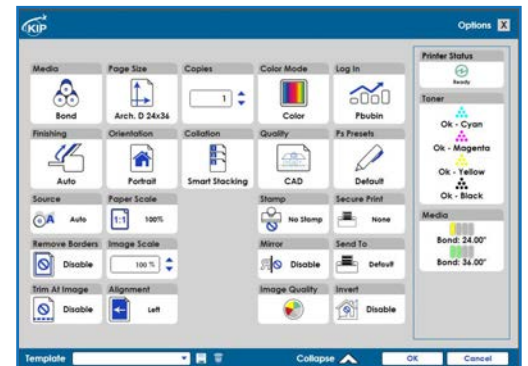 KIP
Options X
Media Page Size Copies Color Mode Log In
1
Bond Arch. D 24x36 Color Pbubin
Finishing Orientation Collation Quality Ps Presets
Auto Portrait Smart Stacking CAD Default
Source Paper Scale Stamp Secure Print
A Auto 1:1 100% No Stamp None
Remove Borders Image Scale Mirror Send To
Disable 100 % Disable Default
Trim At Image Alignment Image Quality Invert
Disable Left Disable
Printer Status
Ready
Toner
Ok - Cyan
Ok - Magenta
Ok - Yellow
Ok - Black
Media
Bond: 24.00"
Bond: 36.00"
Template Collapse OK Cancel